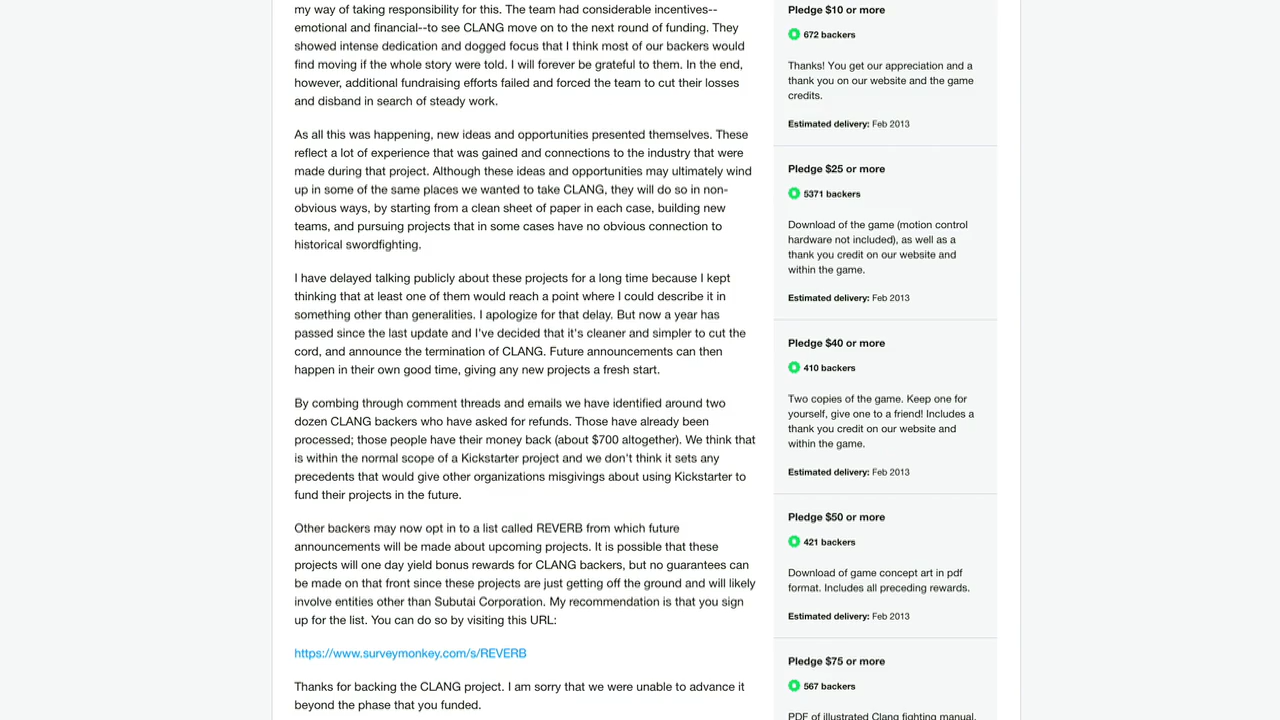 my way of taking responsibility for this. The team had considerable incentives--
emotional and financial--to see CLANG move on to the next round of funding. They
showed intense dedication and dogged focus that I think most of our backers would
find moving if the whole story were told. I will forever be grateful to them. In the end,
however, additional fundraising efforts failed and forced the team to cut their losses
and disband in search of steady work.
As all this was happening, new ideas and opportunities presented themselves. These
reflect a lot of experience that was gained and connections to the industry that were
made during that project. Although these ideas and opportunities may ultimately wind
up in some of the same places we wanted to take CLANG, they will do so in non-
obvious ways, by starting from a clean sheet of paper in each case, building new
teams, and pursuing projects that in some cases have no obvious connection to
historical swordfighting.
I have delayed talking publicly about these projects for a long time because I kept
thinking that at least one of them would reach a point where I could describe it in
something other than generalities. I apologize for that delay. But now a year has
passed since the last update and I've decided that it's cleaner and simpler to cut the
cord, and announce the termination of CLANG. Future announcements can then
happen in their own good time, giving any new projects a fresh start.
By combing through comment threads and emails we have identified around two
dozen CLANG backers who have asked for refunds. Those have already been
processed; those people have their money back (about $700 altogether). We think that
is within the normal scope of a Kickstarter project and we don't think it sets any
precedents that would give other organizations misgivings about using Kickstarter to
fund their projects in the future.
Other backers may now opt in to a list called REVERB from which future
announcements will be made about upcoming projects. It is possible that these
projects will one day yield bonus rewards for CLANG backers, but no guarantees can
be made on that front since these projects are just getting off the ground and will likely
involve entities other than Subutai Corporation. My recommendation is that you sign
up for the list. You can do so by visiting this URL:
https://www.surveymonkey.com/s/REVERB
Thanks for backing the CLANG project. I am sorry that we were unable to advance it
beyond the phase that you funded.
Pledge $10 or more
672 backers
Thanks! You get our appreciation and a
thank you on our website and the game
credits.
Estimated delivery: Feb 2013
Pledge $25 or more
5371 backers
Download of the game (motion control
hardware not included), as well as a
thank you credit on our website and
within the game.
Estimated delivery: Feb 2013
Pledge $40 or more
410 backers
Two copies of the game. Keep one for
yourself, give one to a friend! Includes a
thank you credit on our website and
within the game.
Estimated delivery: Feb 2013
Pledge $50 or more
421 backers
Download of game concept art in pdf
format. Includes all preceding rewards.
Estimated delivery: Feb 2013
Pledge $75 or more
567 backers
PDF of illustrated Clang fighting manual.